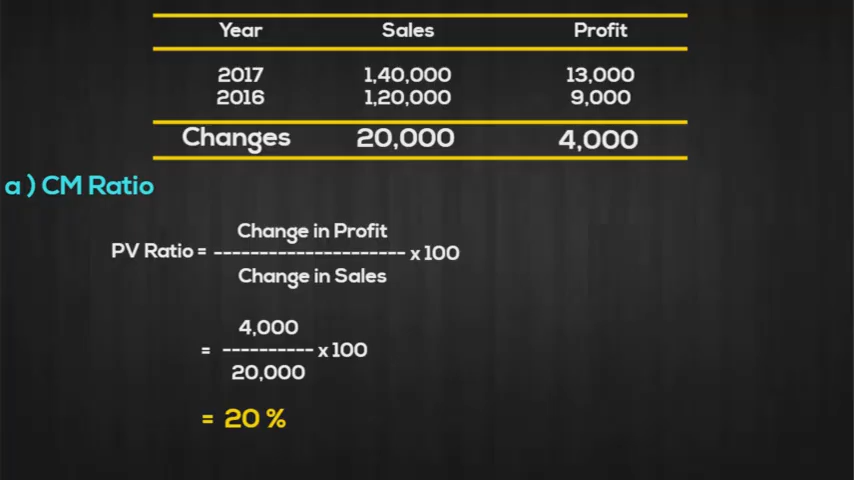 Year Sales Profit
2017 1,40,000 13,000
2016 1,20,000 9,000
Changes 20,000 4,000
a ) CM Ratio
Change in Profit
PV Ratio = --------------------- x 100
Change in Sales
4,000
= ---------- x 100
20,000
= 20 %